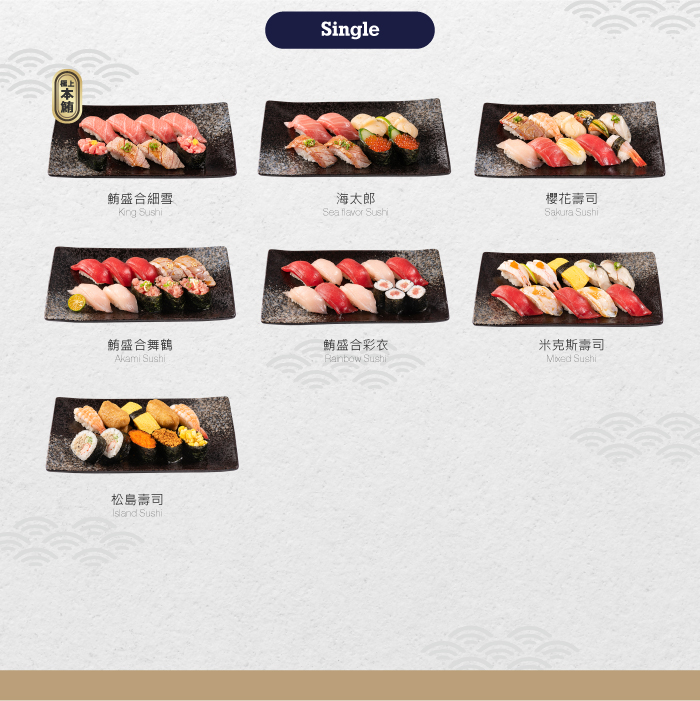 Single
極上
本
鮪
鮪盛合細雪
King Sushi
海太郎
Sea flavor Sushi
櫻花壽司
Sakura Sushi
鮪盛合舞鶴
Akami Sushi
鮪盛合彩衣
Rainbow Sushi
米克斯壽司
Mixed Sushi
松島壽司
Island Sushi